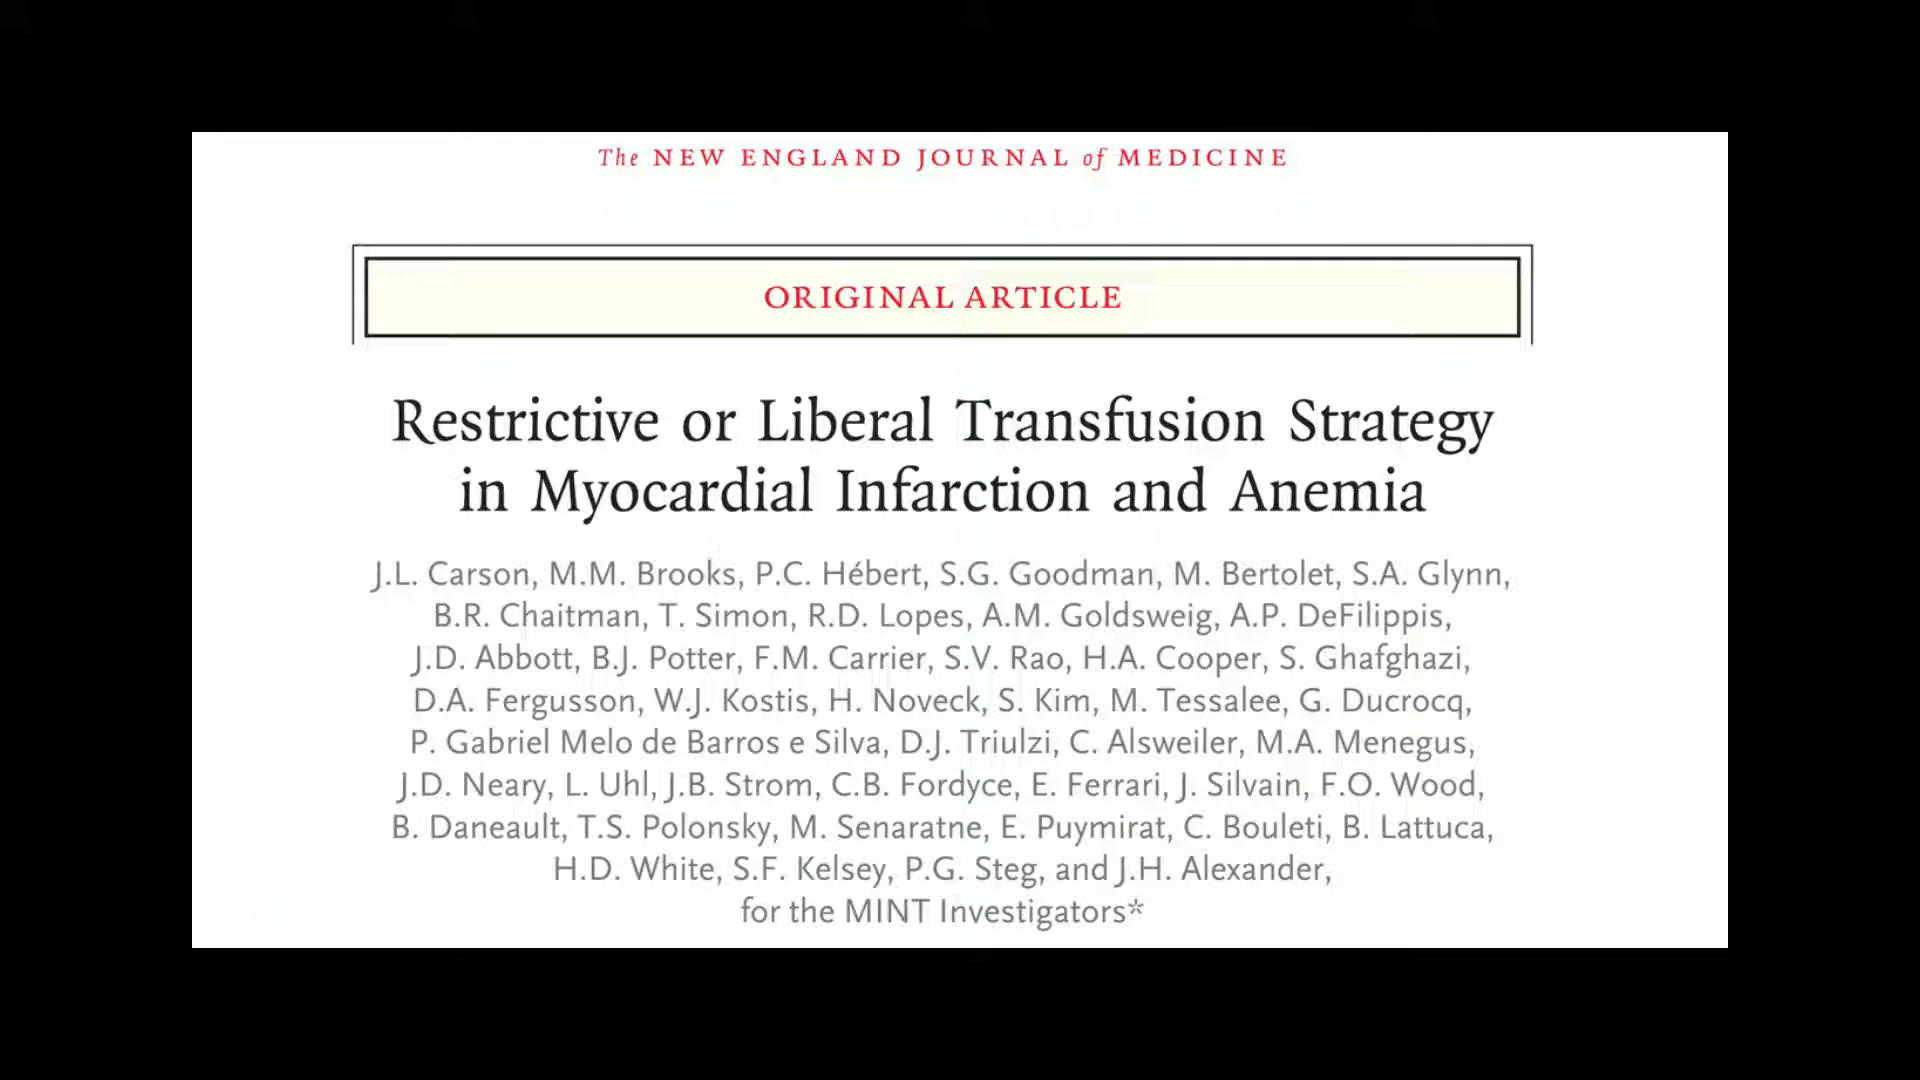 The NEW ENGLAND JOURNAL of MEDICINE
ORIGINAL ARTICLE
Restrictive or Liberal Transfusion Strategy
in Myocardial Infarction and Anemia
J.L. Carson, M.M. Brooks, P.C. Hébert, S.G. Goodman, M. Bertolet, S.A. Glynn,
B.R. Chaitman, T. Simon, R.D. Lopes, A.M. Goldsweig, A.P. DeFilippis,
J.D. Abbott, B.J. Potter, F.M. Carrier, S.V. Rao, H.A. Cooper, S. Ghafghazi,
D.A. Fergusson, W.J. Kostis, H. Noveck, S. Kim, M. Tessalee, G. Ducrocq,
P. Gabriel Melo de Barros e Silva, D.J. Triulzi, C. Alsweiler, M.A. Menegus,
J.D. Neary, L. Uhl, J.B. Strom, C.B. Fordyce, E. Ferrari, J. Silvain, F.O. Wood,
B. Daneault, T.S. Polonsky, M. Senaratne, E. Puymirat, C. Bouleti, B. Lattuca,
H.D. White, S.F. Kelsey, P.G. Steg, and J.H. Alexander,
for the MINT Investigators*